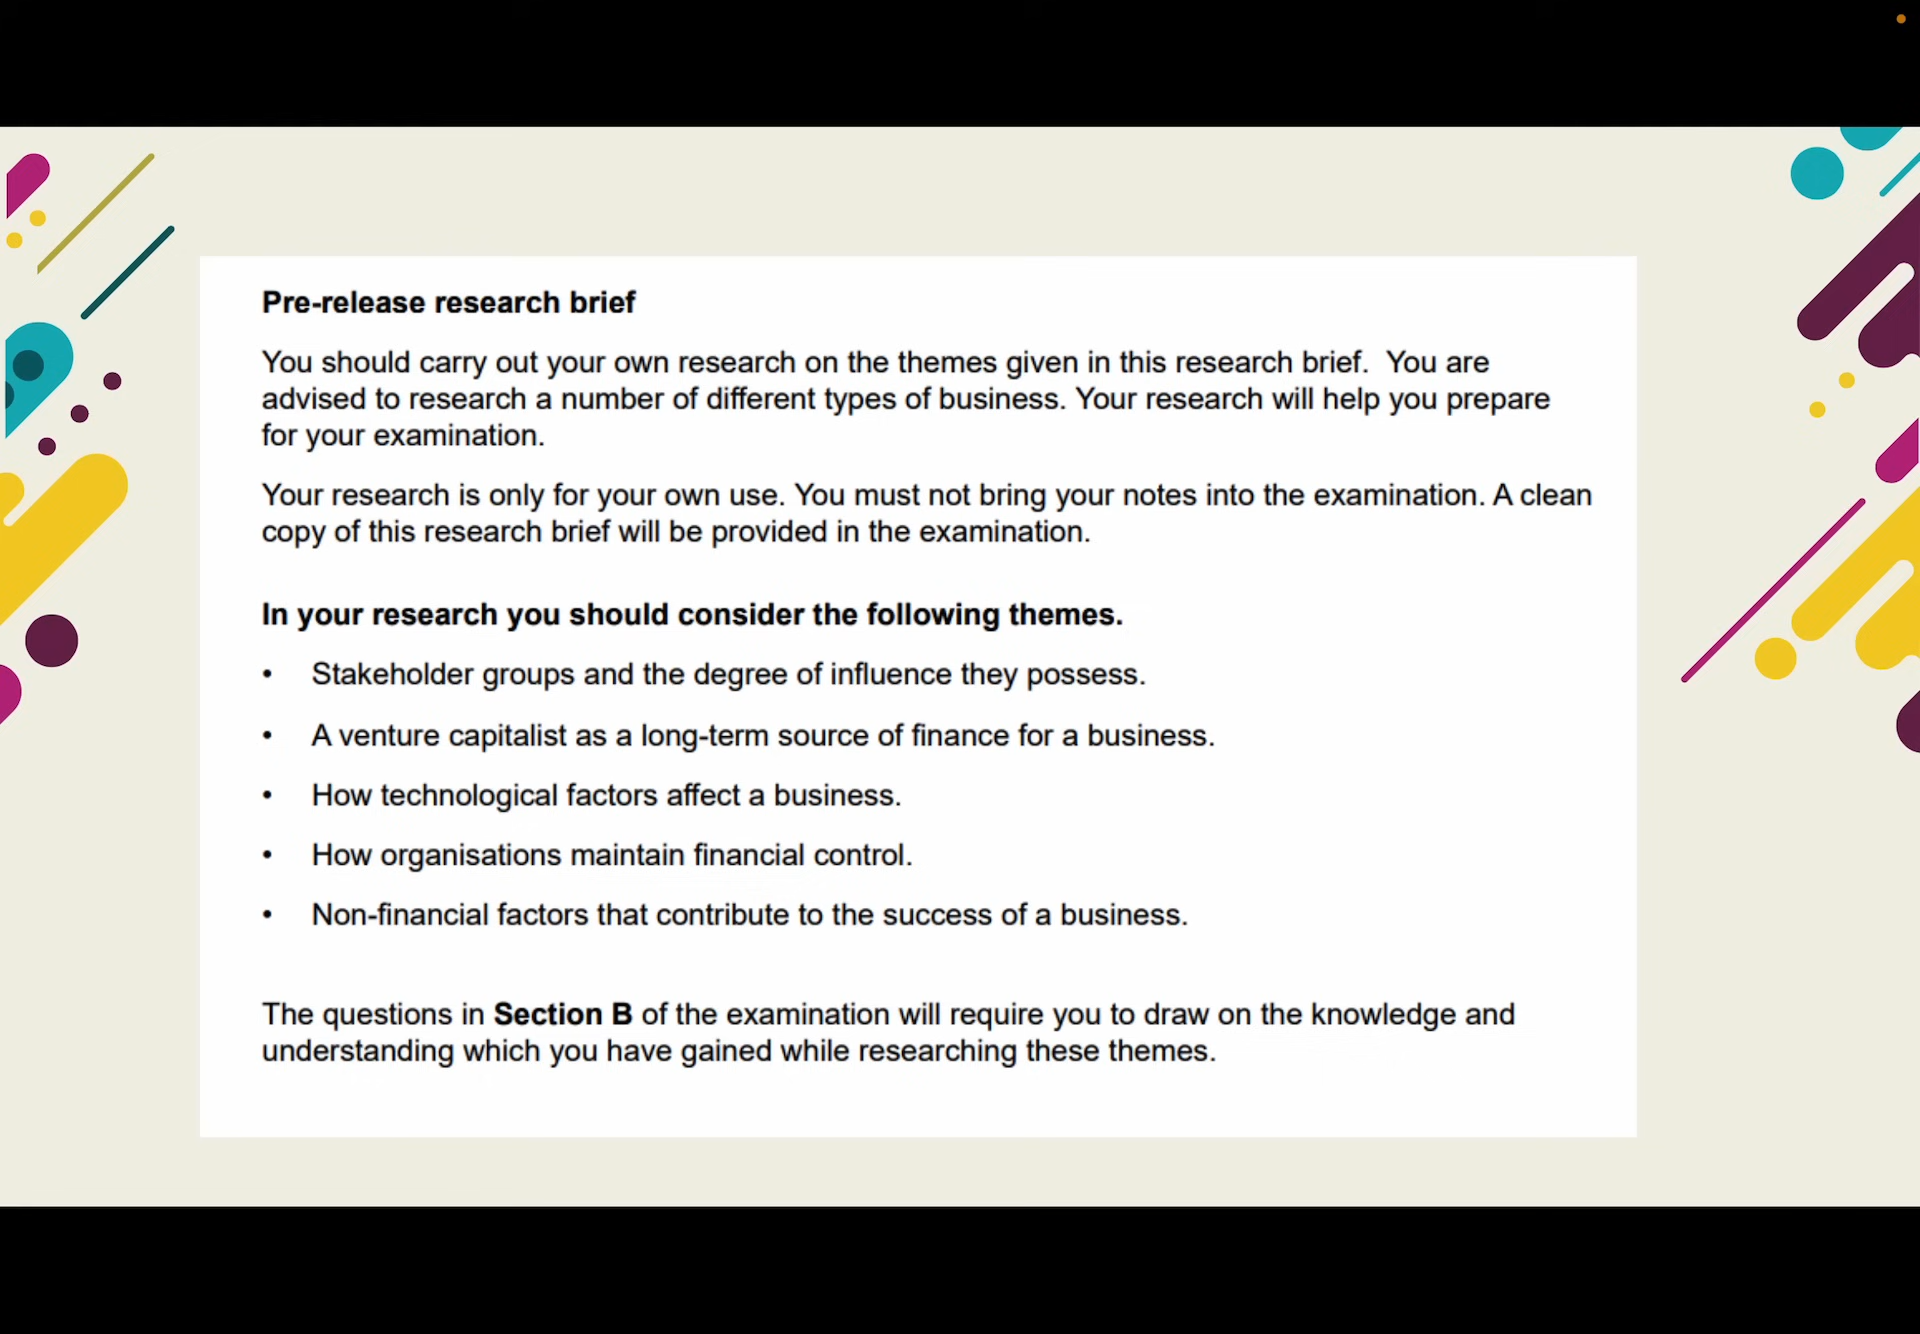 Pre-release research brief
You should carry out your own research on the themes given in this research brief.  You are
advised to research a number of different types of business. Your research will help you prepare
for your examination.
Your research is only for your own use. You must not bring your notes into the examination. A clean
copy of this research brief will be provided in the examination.
In your research you should consider the following themes.
• Stakeholder groups and the degree of influence they possess.
• A venture capitalist as a long-term source of finance for a business.
• How technological factors affect a business.
• How organisations maintain financial control.
• Non-financial factors that contribute to the success of a business.
The questions in Section B of the examination will require you to draw on the knowledge and
understanding which you have gained while researching these themes.